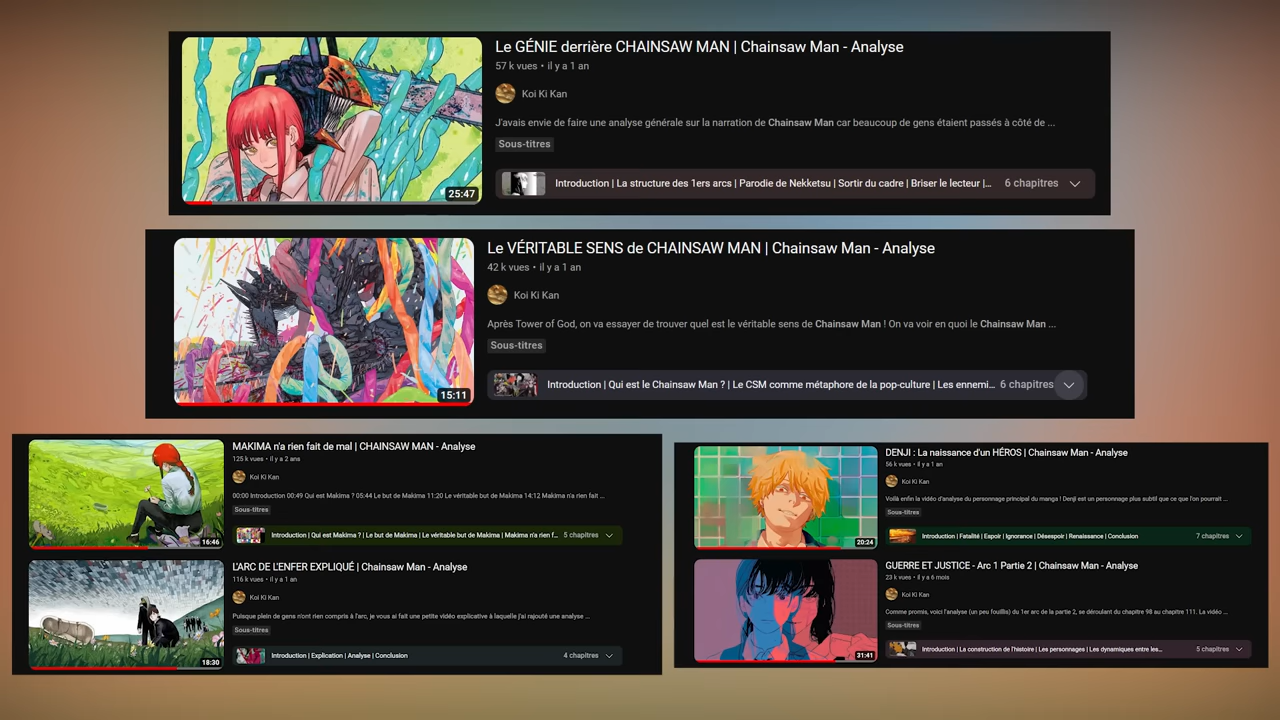 Le GÉNIE derrière CHAINSAW MAN | Chainsaw Man - Analyse
57 k vues • il y a 1 an
Koi Ki Kan
J'avais envie de faire une analyse générale sur la narration de Chainsaw Man car beaucoup de gens étaient passés à côté de ...
Sous-titres
25:47
Introduction | La structure des 1ers arcs | Parodie de Nekketsu | Sortir du cadre | Briser le lecteur |... 6 chapitres
Le VÉRITABLE SENS de CHAINSAW MAN | Chainsaw Man - Analyse
42 k vues • il y a 1 an
Koi Ki Kan
Après Tower of God, on va essayer de trouver quel est le véritable sens de Chainsaw Man ! On va voir en quoi le Chainsaw Man ...
Sous-titres
15:11
Introduction | Qui est le Chainsaw Man ? | Le CSM comme métaphore de la pop-culture | Les ennemi... 6 chapitres
MAKIMA n'a rien fait de mal | CHAINSAW MAN - Analyse
125 k vues • il y a 2 ans
Koi Ki Kan
00:00 Introduction 00:49 Qui est Makima ? 05:44 Le but de Makima 11:20 Le véritable but de Makima 14:12 Makima n'a rien fait ...
Sous-titres
16:46
Introduction | Qui est Makima ? | Le but de Makima | Le véritable but de Makima | Makima n'a rien f... 5 chapitres
L'ARC DE L'ENFER EXPLIQUÉ | Chainsaw Man - Analyse
116 k vues • il y a 1 an
Koi Ki Kan
Puisque plein de gens n'ont rien compris à l'arc, je vous ai fait une petite vidéo explicative à laquelle j'ai rajouté une analyse ...
Sous-titres
18:30
Introduction | Explication | Analyse | Conclusion 4 chapitres
DENJI : La naissance d'un HÉROS | Chainsaw Man - Analyse
56 k vues • il y a 1 an
Koi Ki Kan
Voilà enfin la vidéo d'analyse du personnage principal du manga ! Denji est un personnage plus subtil que ce que l'on pourrait ...
Sous-titres
20:24
Introduction | Fatalité | Espoir | Ignorance | Désespoir | Renaissance | Conclusion 7 chapitres
GUERRE ET JUSTICE - Arc 1 Partie 2 | Chainsaw Man - Analyse
23 k vues • il y a 6 mois
Koi Ki Kan
Comme promis, voici l'analyse (un peu fouillis) du 1er arc de la partie 2, se déroulant du chapitre 98 au chapitre 111. La vidéo ...
Sous-titres
31:41
Introduction | La construction de l'histoire | Les personnages | Les dynamiques entre les... 5 chapitres